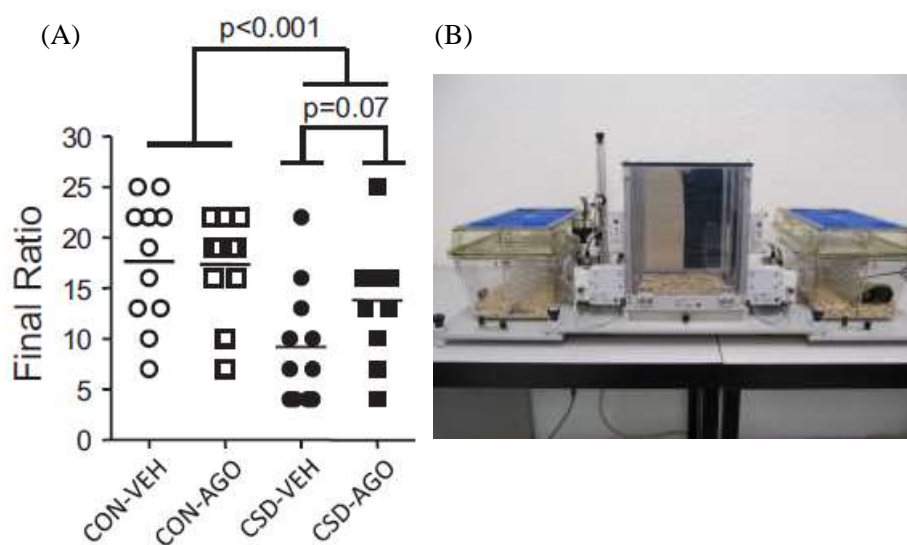 (A)
(B)
p<0.001
p=0.07
Final Ratio
30
25
20
15
10
5
0
CON-VEH
CON-AGO
CSD-VEH
CSD-AGO